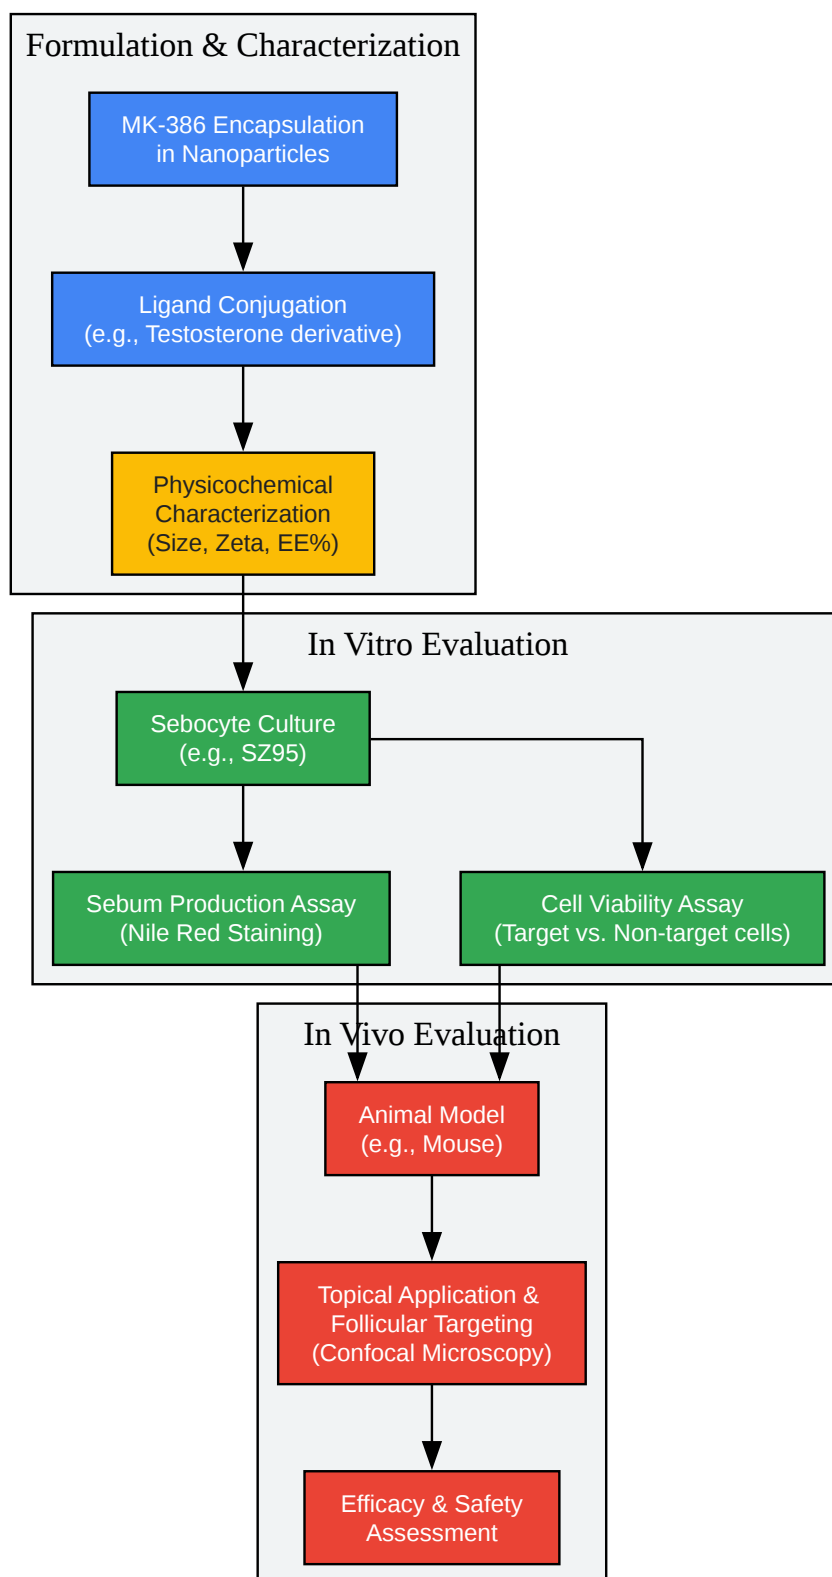 Formulation & Characterization
MK-386 Encapsulation
in Nanoparticles
Ligand Conjugation
(e.g., Testosterone derivative)
Physicochemical
Characterization
(Size, Zeta, EE%)
In Vitro Evaluation
Sebocyte Culture
(e.g., SZ95)
Sebum Production Assay
(Nile Red Staining)
Cell Viability Assay
(Target vs. Non-target cells)
In Vivo Evaluation
Animal Model
(e.g., Mouse)
Topical Application &
Follicular Targeting
(Confocal Microscopy)
Efficacy & Safety
Assessment